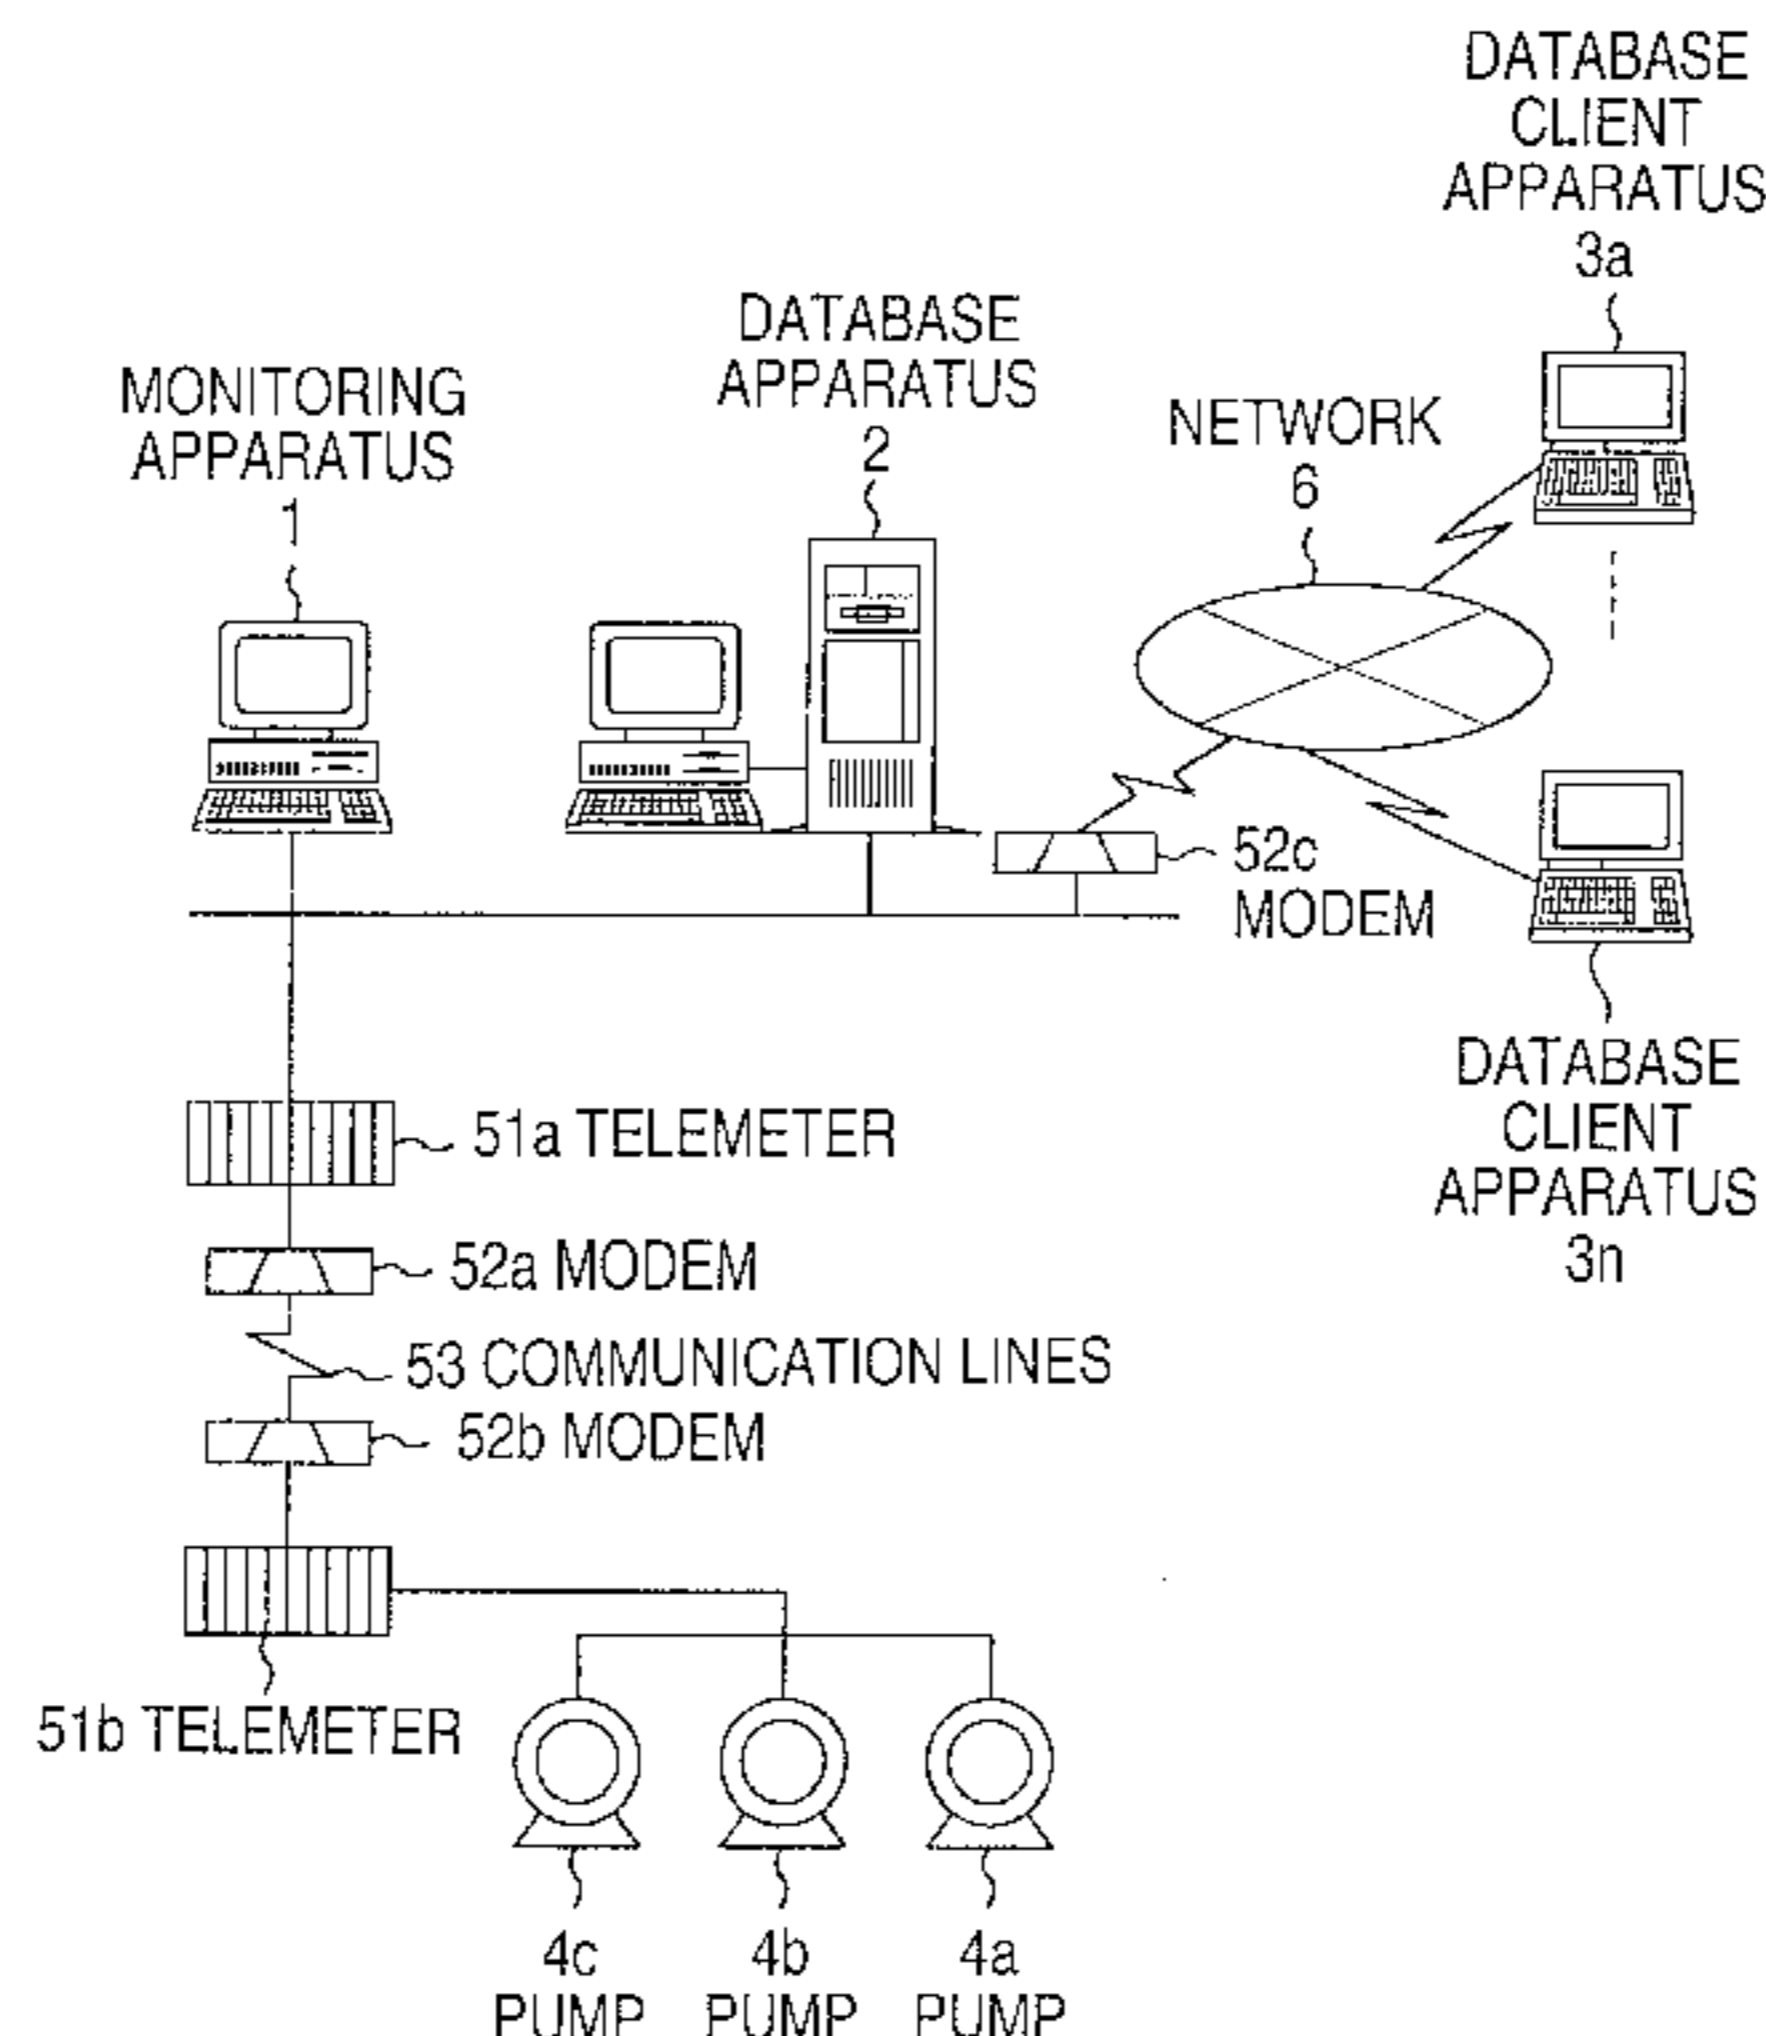 DATABASE
CLIENT
APPARATUS
3a
DATABASE
APPARATUS
2
MONITORING
APPARATUS
1
NETWORK
6
52c
MODEM
DATABASE
CLIENT
APPARATUS
3n
51a TELEMETER
52a MODEM
53 COMMUNICATION LINES
52b MODEM
51b TELEMETER
4c
PUMP
4b
PUMP
4a
PUMP